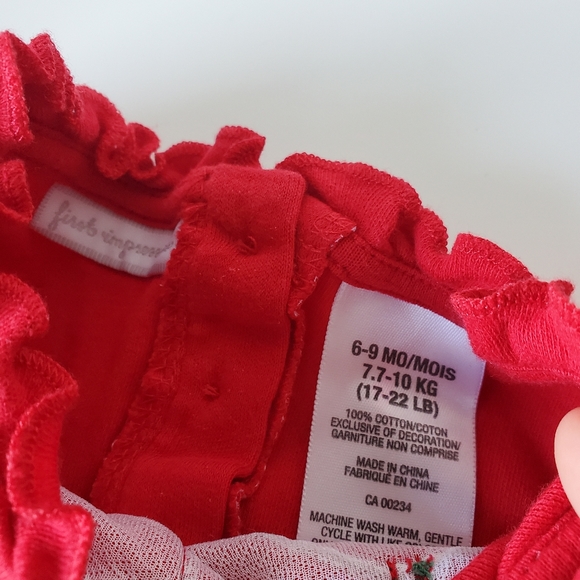 first impress
6-9 MO/MOIS
7.7-10 KG
(17-22 LB)
100% COTTON/COTON
EXCLUSIVE OF DECORATION/
GARNITURE NON COMPRISE
MADE IN CHINA
FABRIQUÉ EN CHINE
CA 00234
MACHINE WASH WARM, GENTLE
CYCLE WITH LIKE